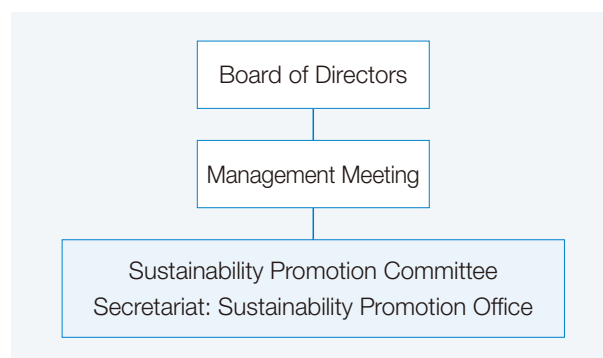 Board of Directors
Management Meeting
Sustainability Promotion Committee
Secretariat: Sustainability Promotion Office